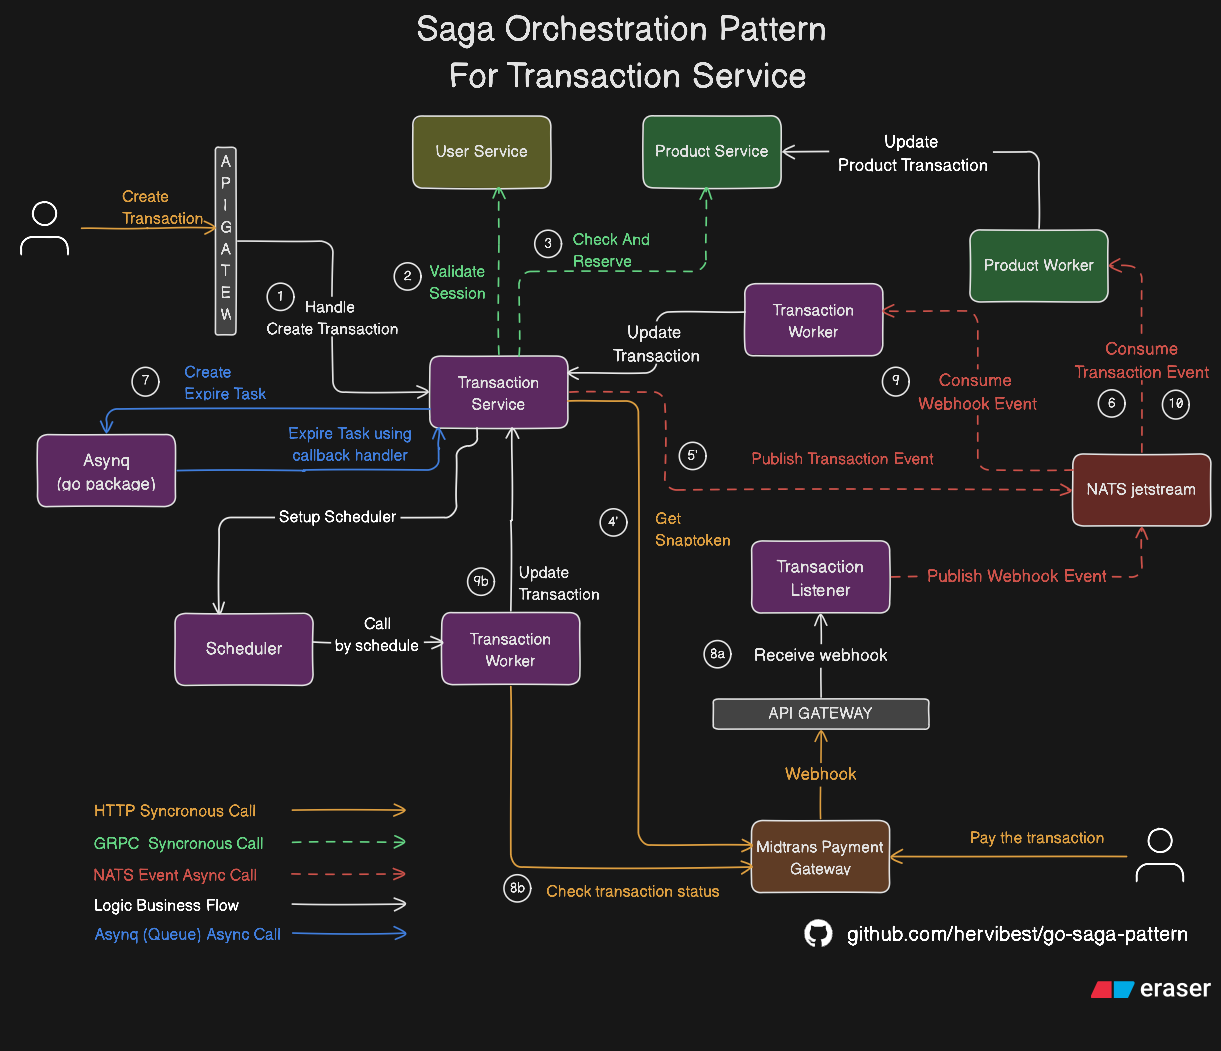 Saga Orchestration Pattern
For Transaction Service
User Service
Product Service
Update
Product Transaction
A
P
I
G
A
T
E
W
Create
Transaction
3
Check And
Reserve
2
Validate
Session
Product Worker
1
Handle
Create Transaction
Transaction
Worker
Update
Transaction
Consume
Transaction Event
7
Create
Expire Task
Transaction
Service
9
Consume
Webhook Event
6
10
Expire Task using
callback handler
Asynq
(go package)
5'
Publish Transaction Event
NATS jetstream
Setup Scheduler
4'
Get
Snaptoken
9b
Update
Transaction
Transaction
Listener
Publish Webhook Event
Scheduler
Call
by schedule
Transaction
Worker
8a
Receive webhook
API GATEWAY
Webhook
HTTP Syncronous Call
GRPC Syncronous Call
NATS Event Async Call
Logic Business Flow
Asynq (Queue) Async Call
Midtrans Payment
Gateway
Pay the transaction
8b
Check transaction status
github.com/hervibest/go-saga-pattern
eraser